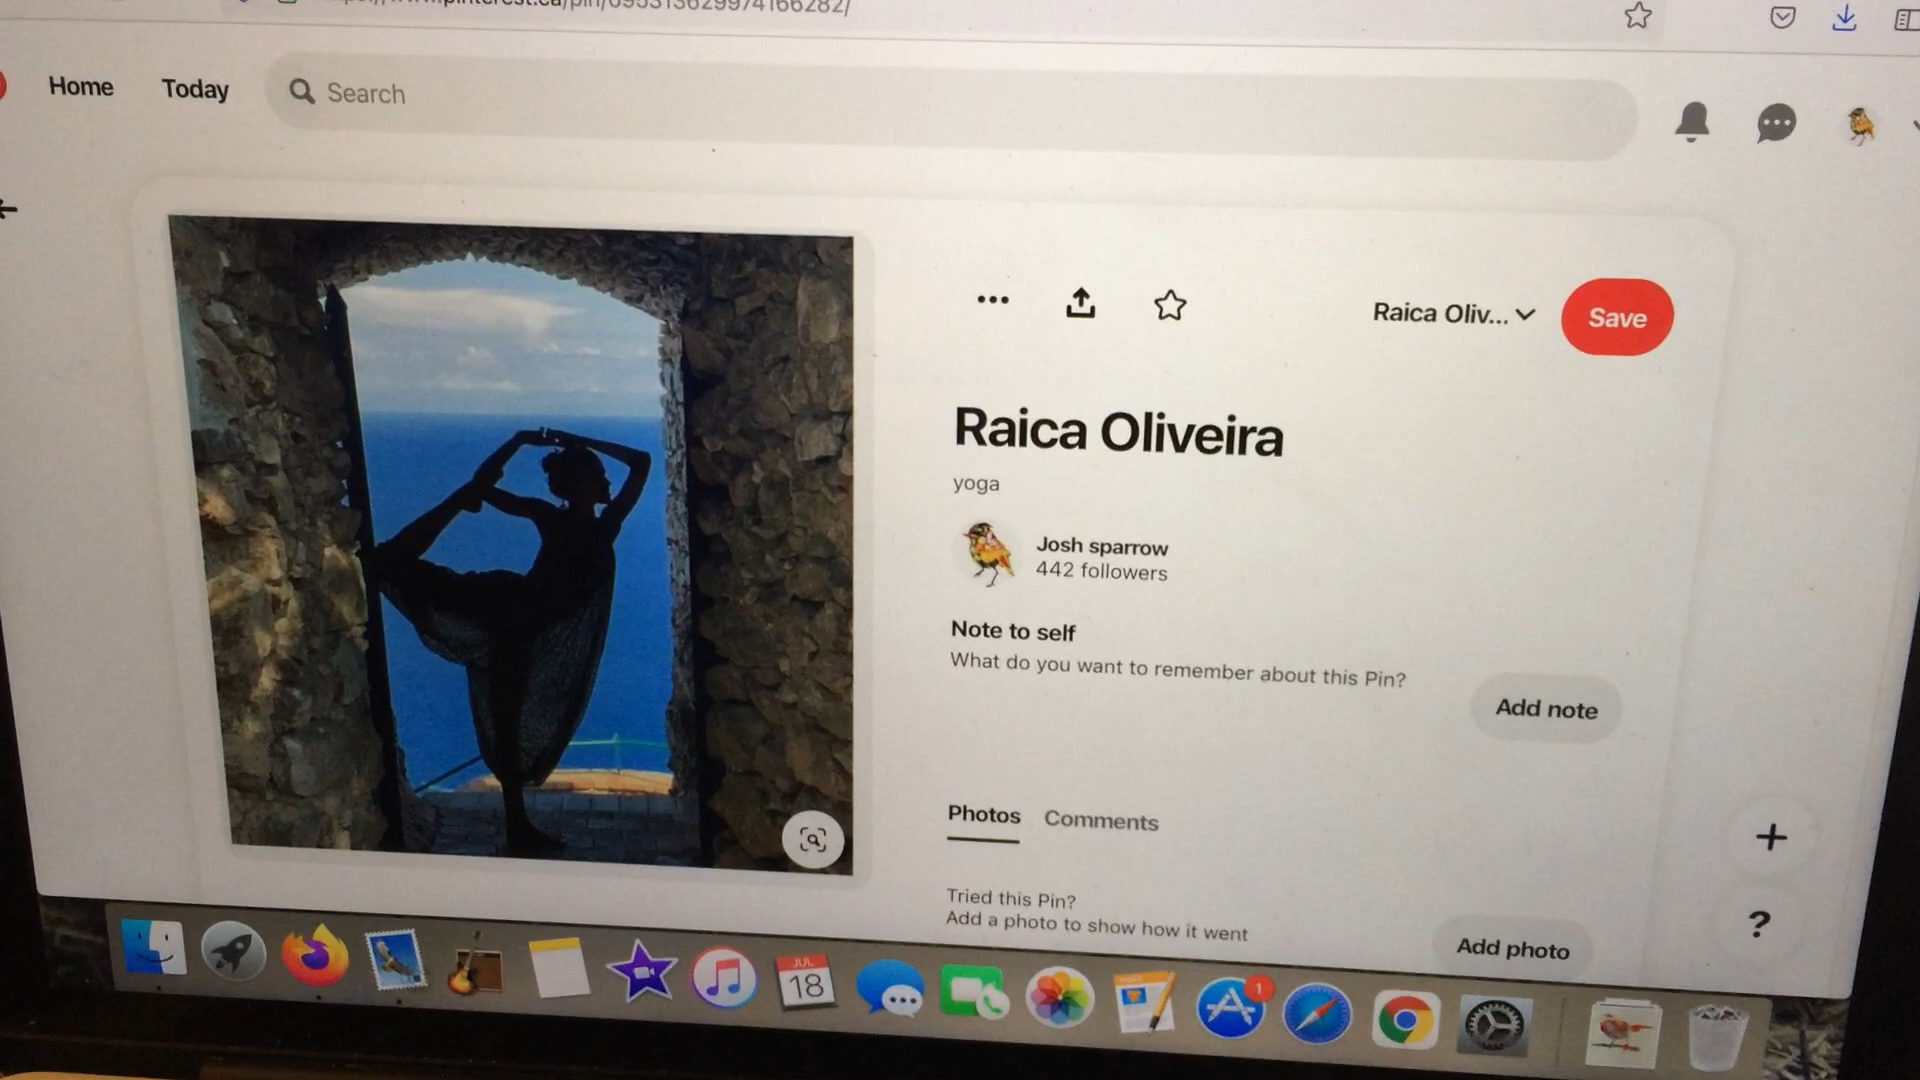 Home Today Search
Raica Oliv... Save
Raica Oliveira
yoga
Josh sparrow
442 followers
Note to self
What do you want to remember about this Pin?
Add note
Photos Comments
Tried this Pin?
Add a photo to show how it went
Add photo
?
JUL
18
1